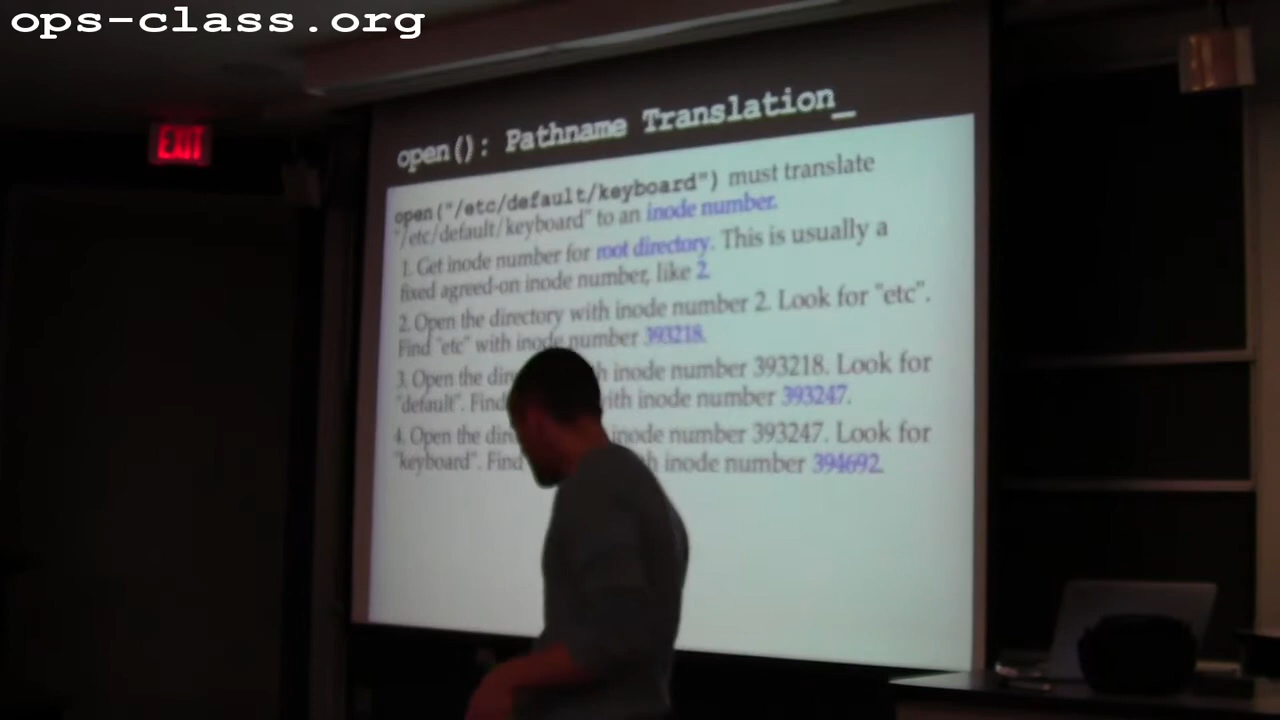 ops-class.org
EXIT
open(): Pathname Translation_
open("/etc/default/keyboard") must translate
"/etc/default/keyboard" to an inode number.
1. Get inode number for root directory. This is usually a
fixed agreed-on inode number, like 2.
2. Open the directory with inode number 2. Look for "etc".
Find "etc" with inode number 393218.
3. Open the inode number 393218. Look for
"default". Find with inode number 393247.
4. Open the inode number 393247. Look for
"keyboard". Find inode number 394692.